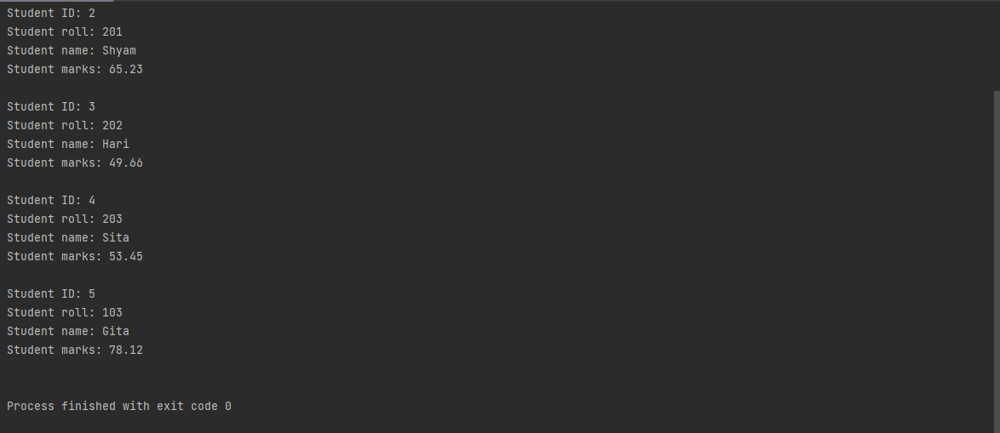 Student ID: 2
Student roll: 201
Student name: Shyam
Student marks: 65.23
Student ID: 3
Student roll: 202
Student name: Hari
Student marks: 49.66
Student ID: 4
Student roll: 203
Student name: Sita
Student marks: 53.45
Student ID: 5
Student roll: 103
Student name: Gita
Student marks: 78.12
Process finished with exit code 0